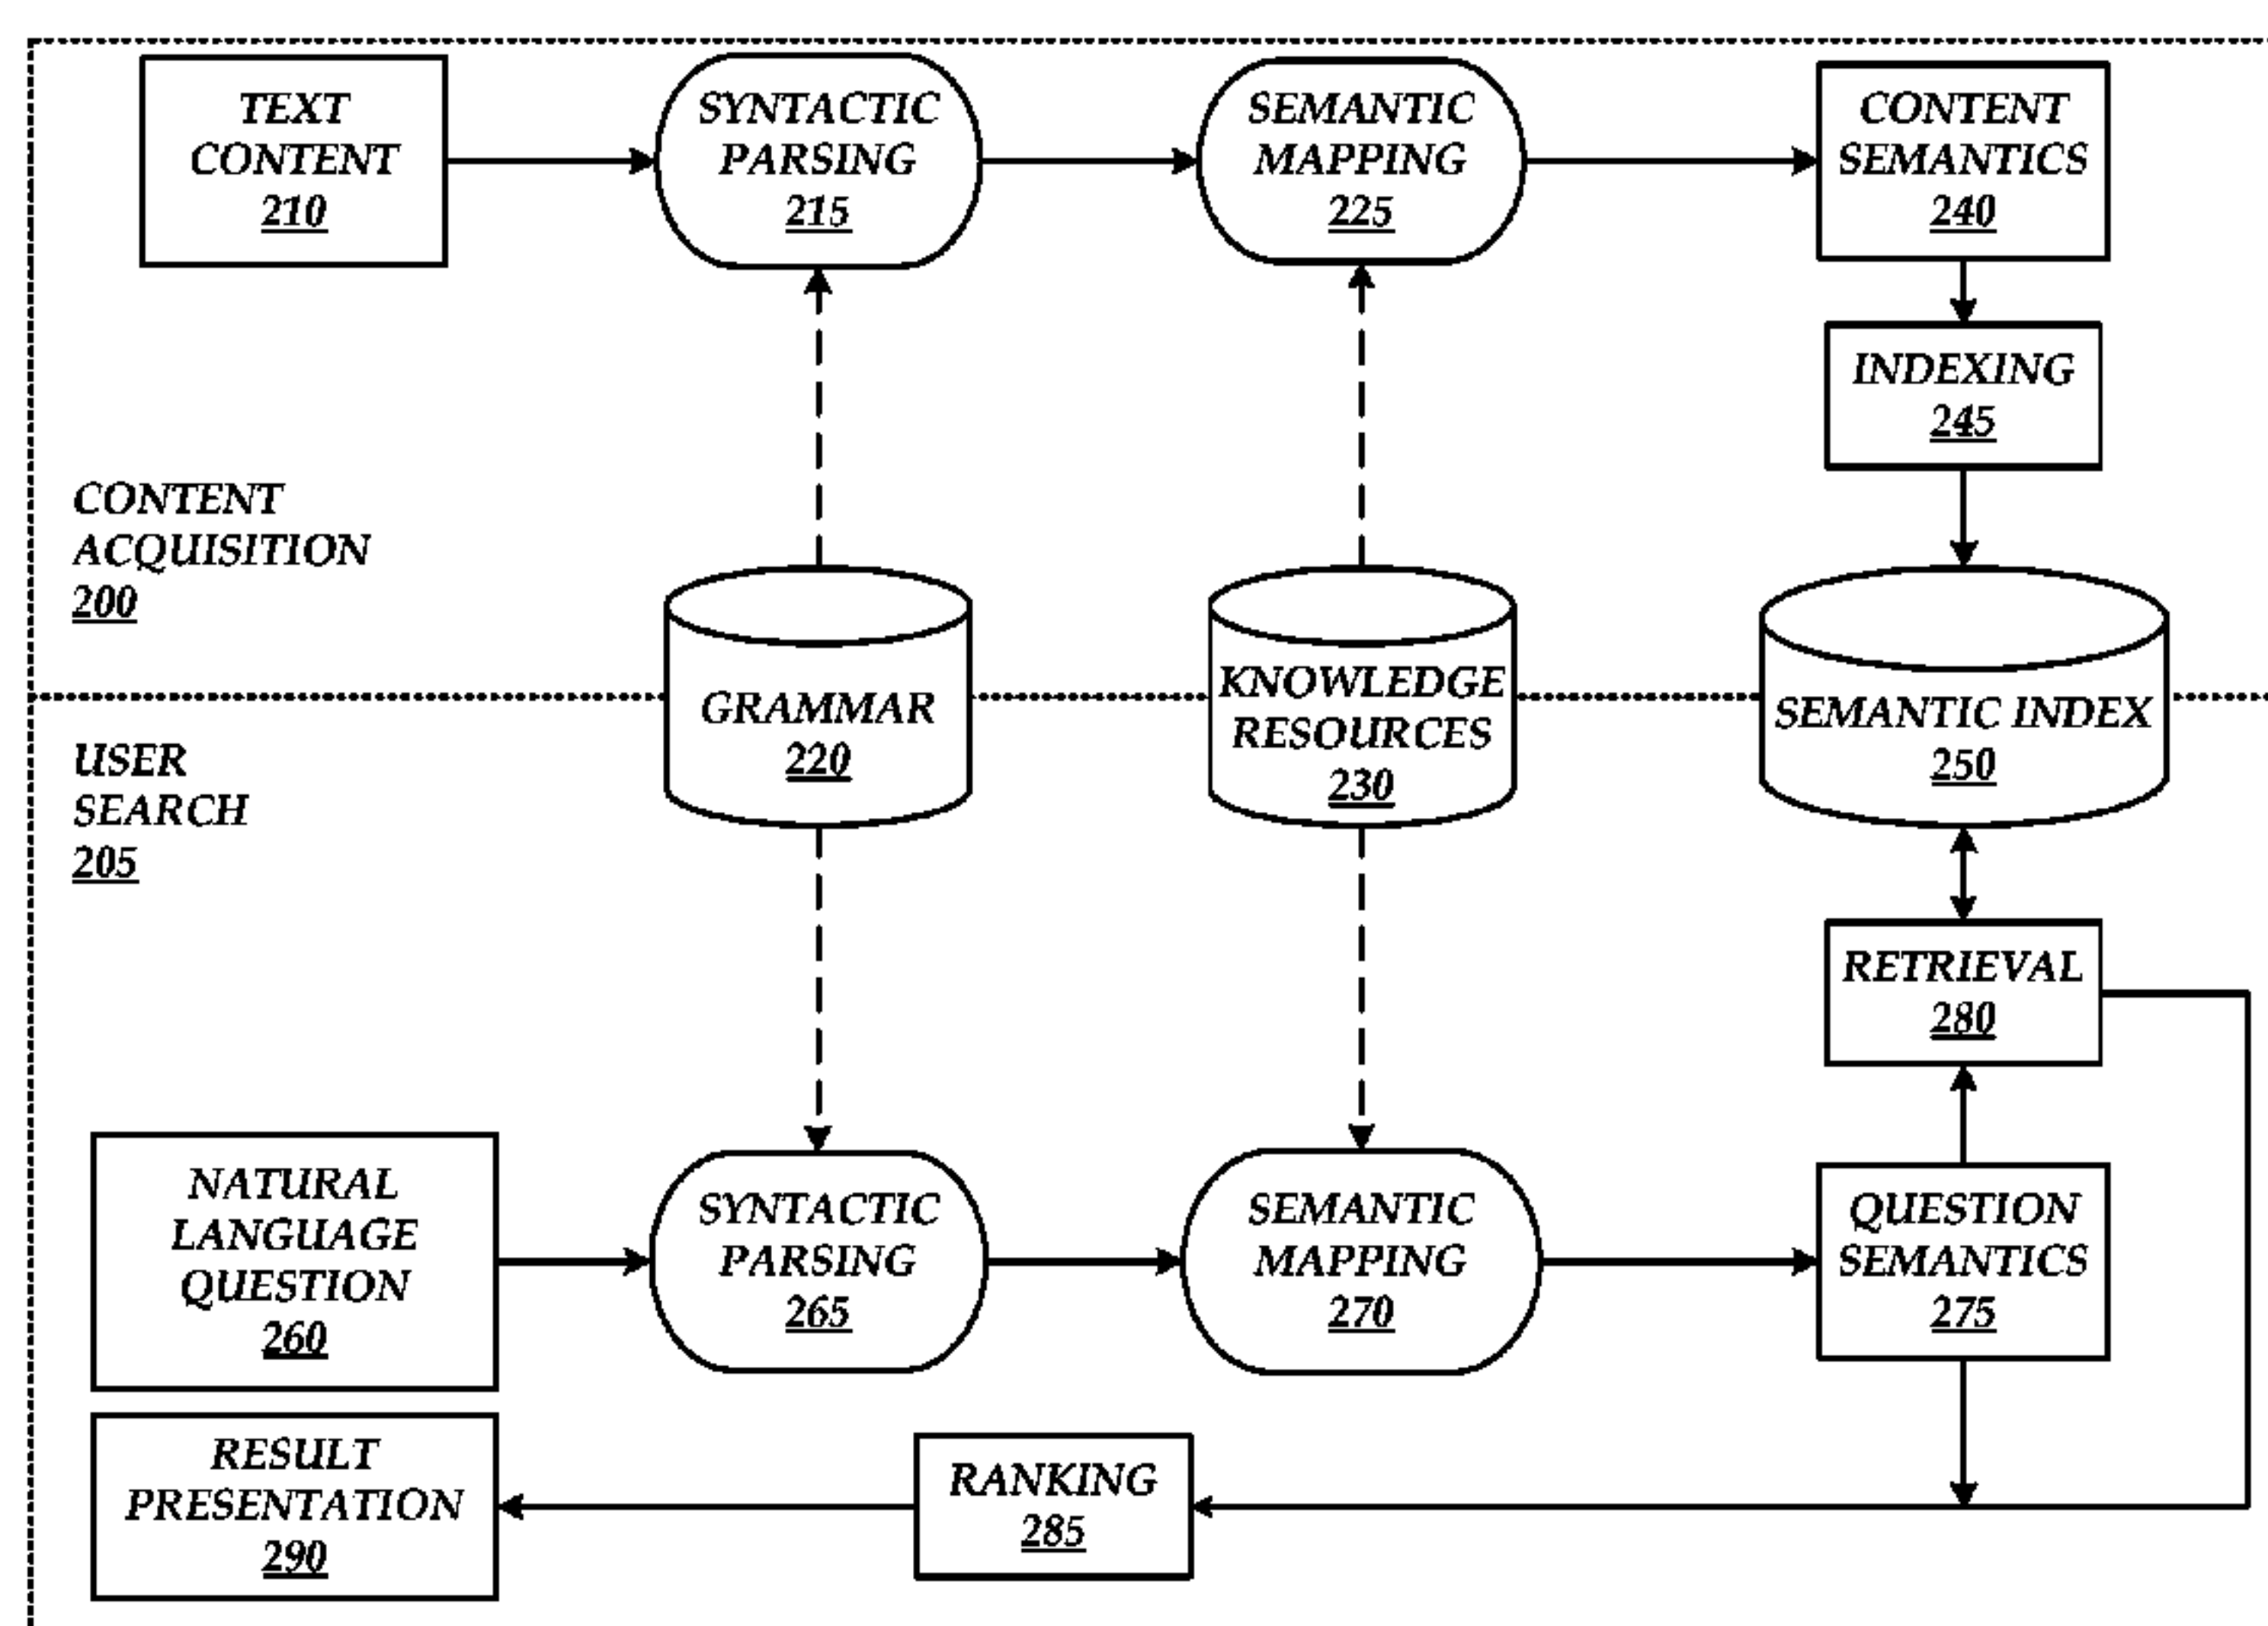 TEXT
CONTENT
210
SYNTACTIC
PARSING
215
SEMANTIC
MAPPING
225
CONTENT
SEMANTICS
240
INDEXING
245
CONTENT
ACQUISITION
200
GRAMMAR
220
KNOWLEDGE
RESOURCES
230
SEMANTIC INDEX
250
USER
SEARCH
205
RETRIEVAL
280
NATURAL
LANGUAGE
QUESTION
260
SYNTACTIC
PARSING
265
SEMANTIC
MAPPING
270
QUESTION
SEMANTICS
275
RESULT
PRESENTATION
290
RANKING
285